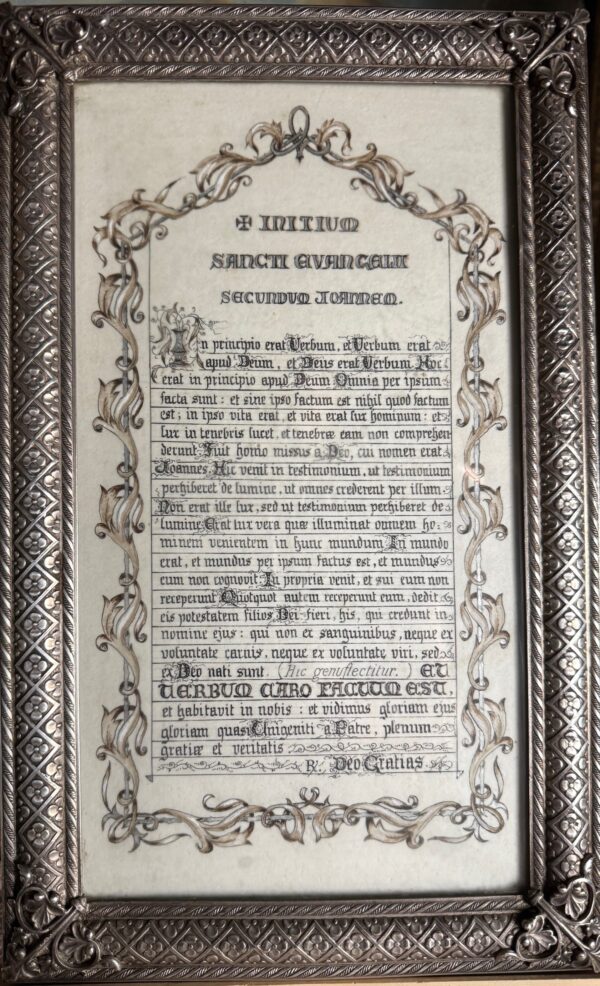 ✠ INITIUM
SANCTI EVANGELII
SECUNDUM JOANNEM.
In principio erat Verbum, et Verbum erat
apud Deum, et Deus erat Verbum Hoc
erat in principio apud Deum Omnia per ipsum
facta sunt: et sine ipso factum est nihil quod factum
est; in ipso vita erat, et vita erat lux hominum: et
lux in tenebris lucet, et tenebræ eam non comprehen
derunt. Fuit homo missus a Deo, cui nomen erat
Joannes. Hic venit in testimonium, ut testimonium
perhiberet de lumine, ut omnes crederent per illum.
Non erat ille lux, sed ut testimonium perhiberet de
lumine. Erat lux vera quæ illuminat omnem ho-
minem venientem in hunc mundum. In mundo
erat, et mundus per ipsum factus est, et mundus
eum non cognovit. In propria venit, et sui eum non
receperunt. Quotquot autem receperunt eum, dedit
eis potestatem filios Dei fieri, his, qui credunt in
nomine ejus: qui non ex sanguinibus, neque ex
voluntate carnis, neque ex voluntate viri, sed
ex Deo nati sunt. (Hic genuflectitur.) ET
VERBUM CARO FACTUM EST,
et habitavit in nobis: et vidimus gloriam ejus
gloriam quasi Unigeniti a Patre, plenum
gratiæ et veritatis
R. Deo Gratias.